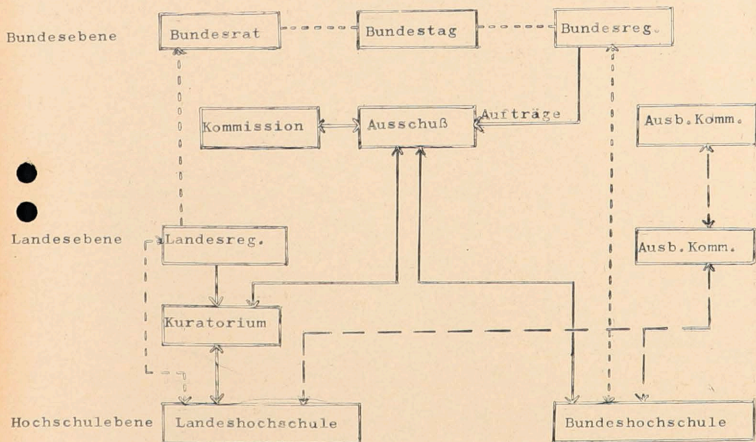 Bundesebene
Bundesrat
Bundestag
Bundesreg.
Kommission
Ausschuß
Aufträge
Ausb.Komm.
Landesebene
Landesreg.
Ausb.Komm.
Kuratorium
Hochschulebene
Landeshochschule
Bundeshochschule